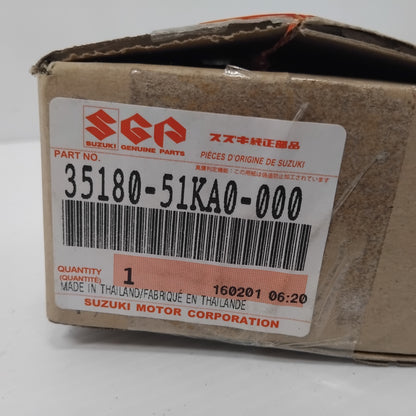 SGP
SUZUKI GENUINE PARTS
スズキ純正部品
PIÈCES D'ORIGINE DE SUZUKI
PART NO.
35180-51KA0-000
QUANTITY
(QUANTITÉ)
1
160201 06:20
MADE IN THAILAND/FABRIQUÉ EN THAÏLANDE
SUZUKI MOTOR CORPORATION